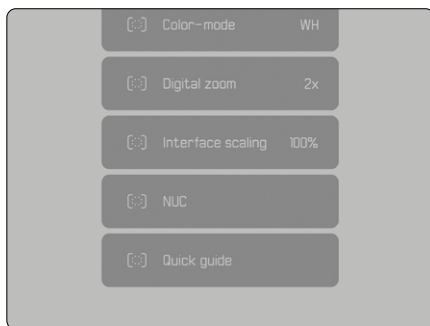 Color-mode WH
Digital zoom 2x
Interface scaling 100%
NUC
Quick guide